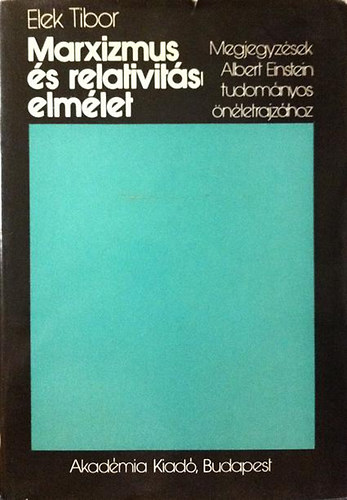 Elek Tibor
Marxizmus
és relativitás
elmélet
Megjegyzések
Albert Einstein
tudományos
önéletrajzához
Akadémia Kiadó, Budapest